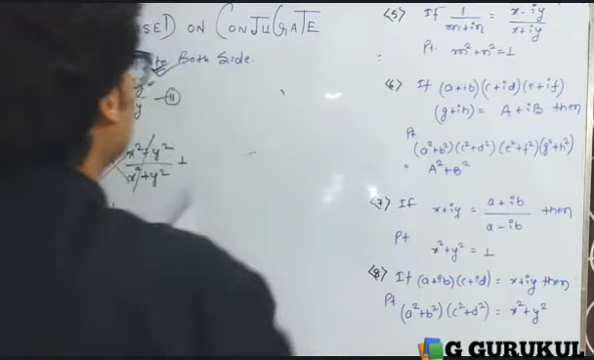 SED) ON CONJUGATE
Both Side.
y — (11)
x²+y²
x²+y² 1
<5> If 1/(m+in) = (x-iy)/(x+iy)
Pt. m²+n²=1
<6> If (a+ib)(c+id)(e+if)
(g+ih) = A+iB then
Pt
(a²+b²)(c²+d²)(e²+f²)(g²+h²)
= A²+B²
<7> If x+iy = (a+ib)/(a-ib) then
Pt x²+y² = 1
<8> If (a+ib)(c+id) = x+iy then
Pt (a²+b²)(c²+d²) = x²+y²
G GURUKUL